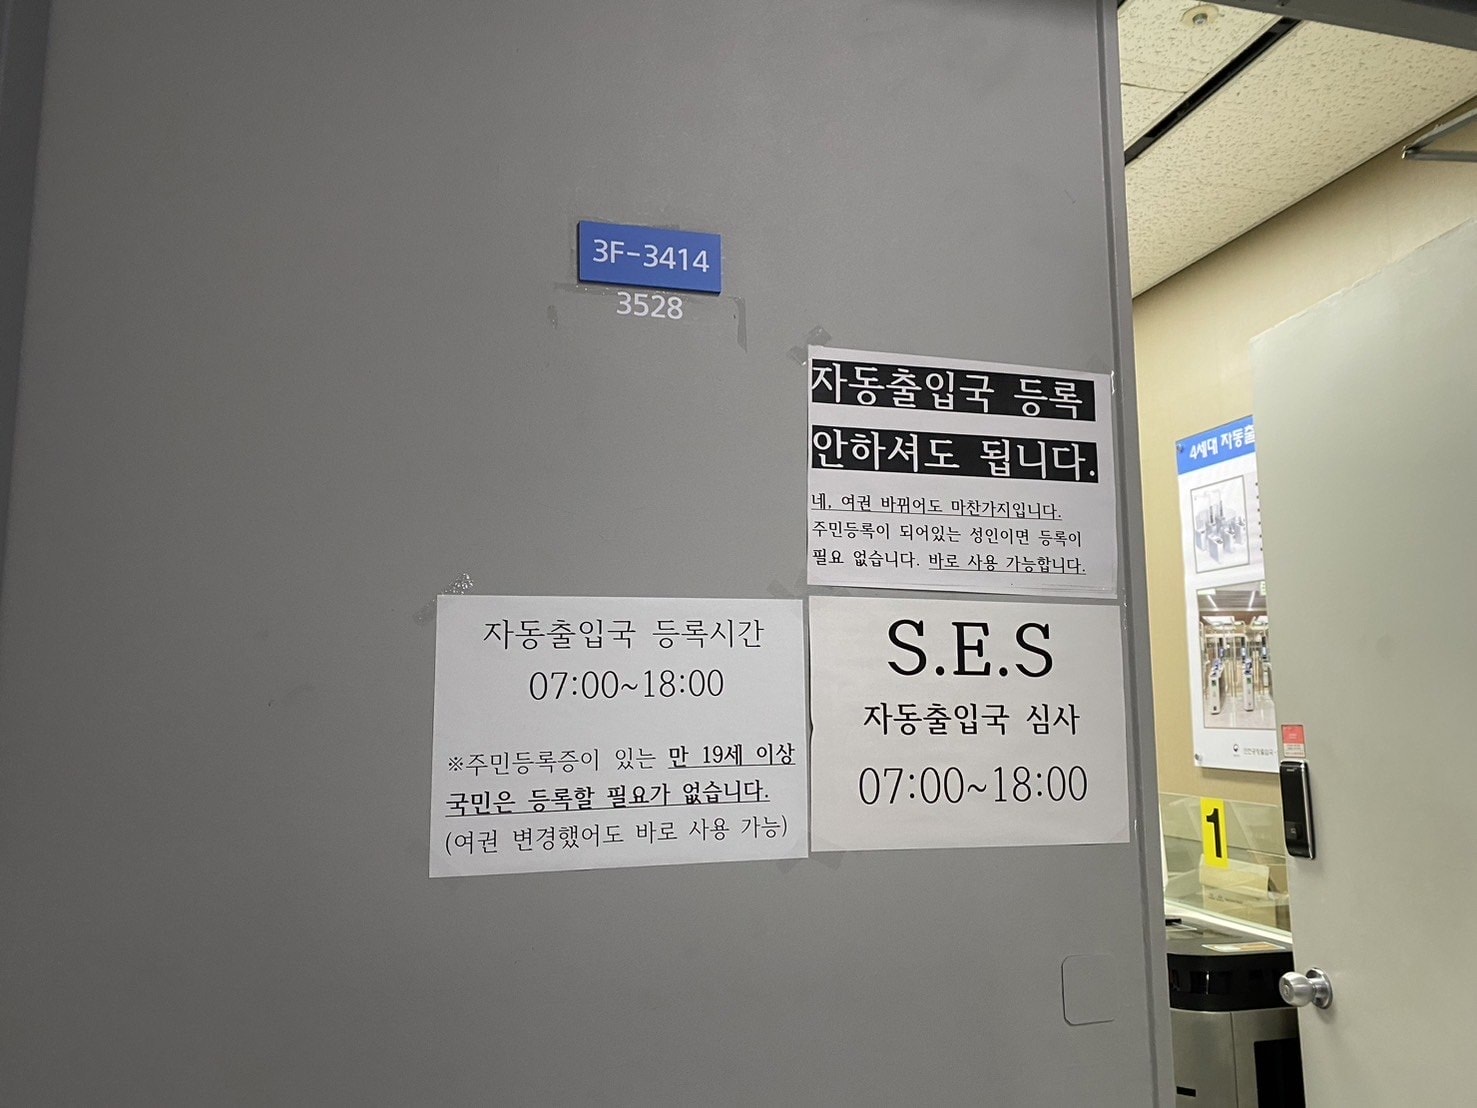 3F-3414
3528
자동출입국 등록
안하셔도 됩니다.
네, 여권 바뀌어도 마찬가지입니다.
주민등록이 되어있는 성인이면 등록이
필요 없습니다. 바로 사용 가능합니다.
자동출입국 등록시간
07:00~18:00
※주민등록증이 있는 만 19세 이상
국민은 등록할 필요가 없습니다.
(여권 변경했어도 바로 사용 가능)
S.E.S
자동출입국 심사
07:00~18:00
4세대 자동출
1